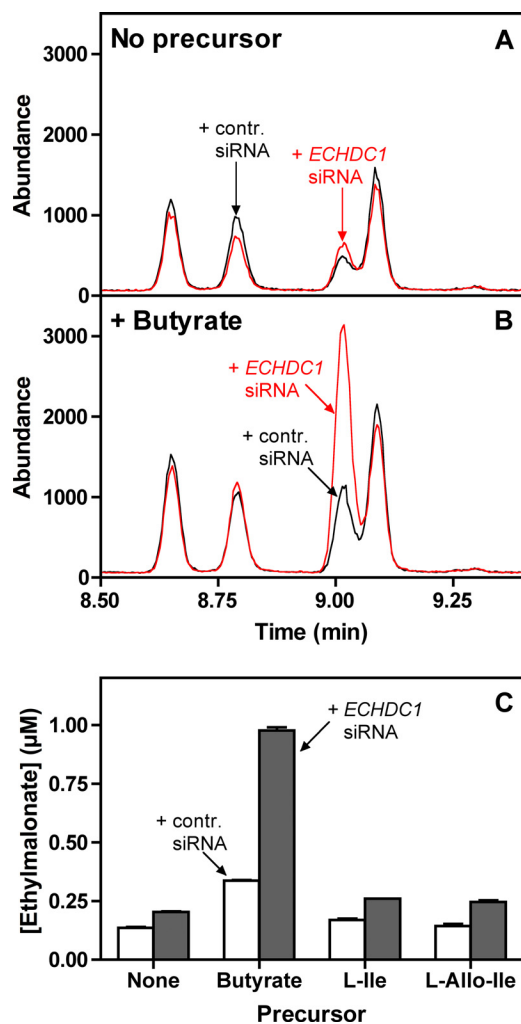 No precursor
A
3000
2000
1000
0
Abundance
+ contr.
siRNA
+ ECHDC1
siRNA
+ Butyrate
B
3000
2000
1000
0
Abundance
+ ECHDC1
siRNA
+ contr.
siRNA
8.50
8.75
9.00
9.25
Time (min)
C
1.00
0.75
0.50
0.25
0.00
[Ethylmalonate] (µM)
+ ECHDC1
siRNA
+ contr.
siRNA
None
Butyrate
L-Ile
L-Allo-Ile
Precursor